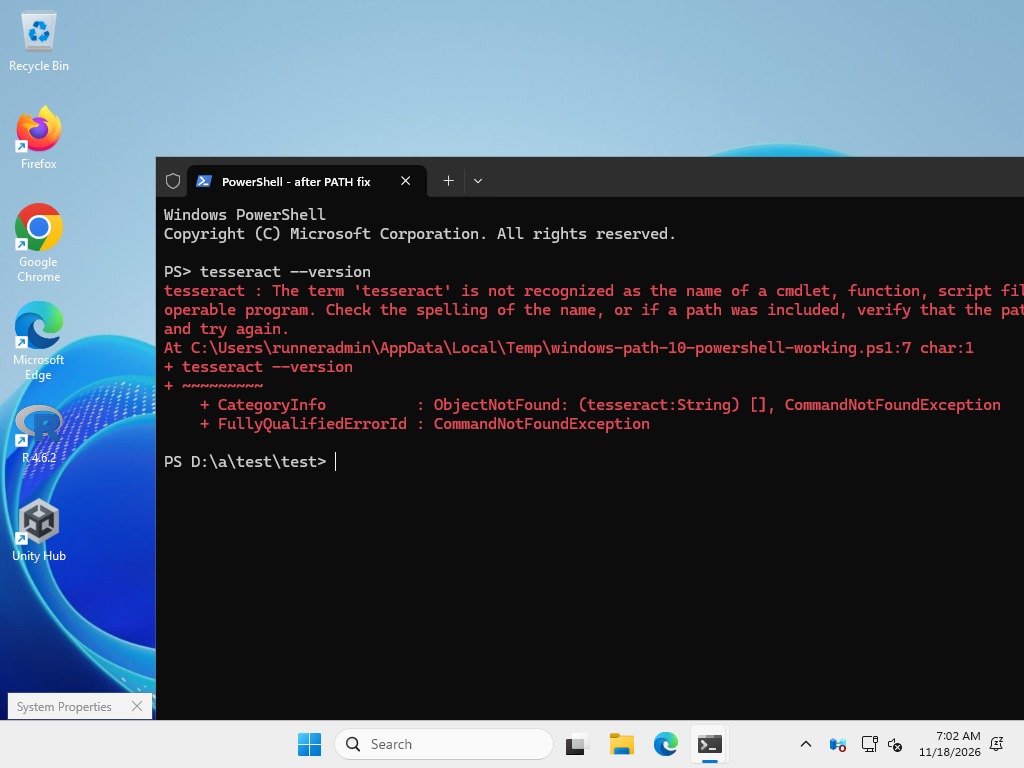 Recycle Bin
Firefox
Google
Chrome
Microsoft
Edge
R 4.6.2
Unity Hub
PowerShell - after PATH fix
Windows PowerShell
Copyright (C) Microsoft Corporation. All rights reserved.
PS> tesseract --version
tesseract : The term 'tesseract' is not recognized as the name of a cmdlet, function, script fil
operable program. Check the spelling of the name, or if a path was included, verify that the pat
and try again.
At C:\Users\runneradmin\AppData\Local\Temp\windows-path-10-powershell-working.ps1:7 char:1
+ tesseract --version
+ ~~~~~~~~~
+ CategoryInfo : ObjectNotFound: (tesseract:String) [], CommandNotFoundException
+ FullyQualifiedErrorId : CommandNotFoundException
PS D:\a\test\test>
System Properties
Search
7:02 AM
11/18/2026